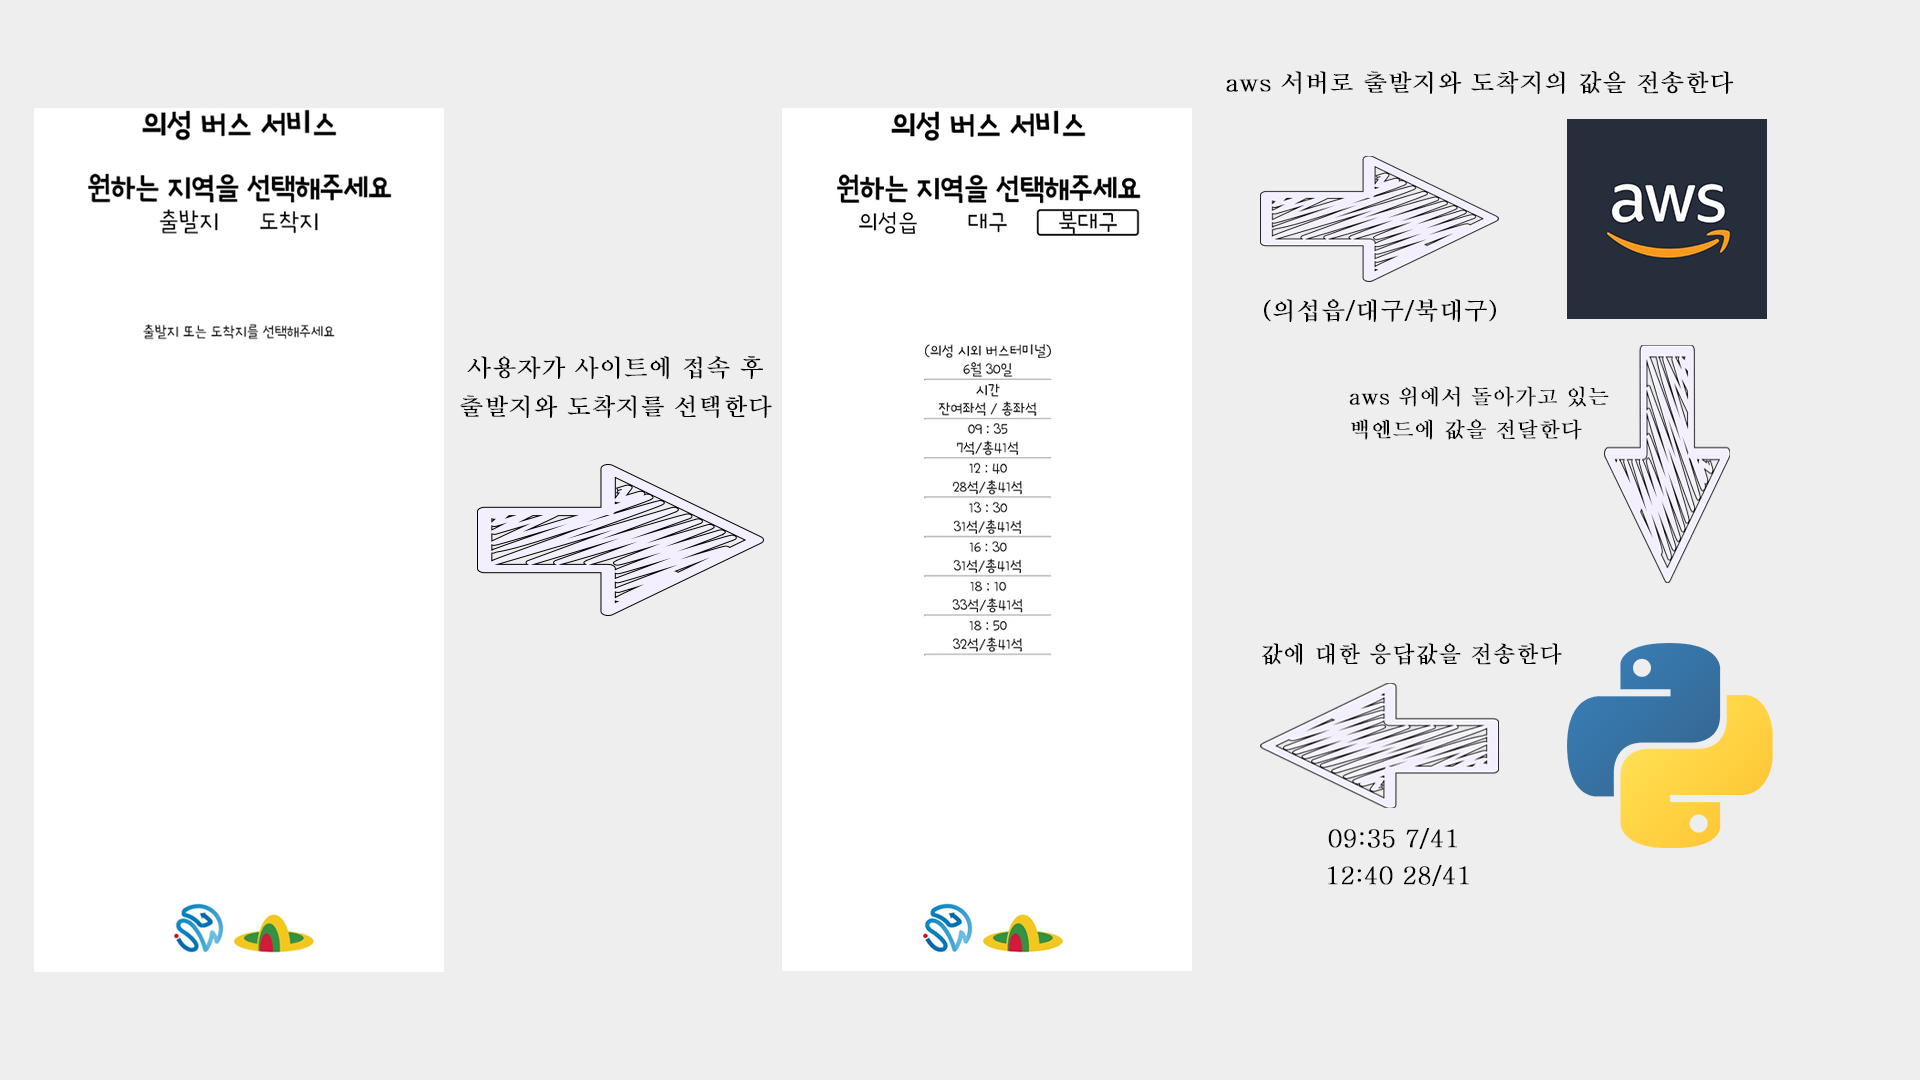 의성 버스 서비스
원하는 지역을 선택해주세요
출발지 도착지
출발지 또는 도착지를 선택해주세요
사용자가 사이트에 접속 후
출발지와 도착지를 선택한다
의성 버스 서비스
원하는 지역을 선택해주세요
의성읍 대구 북대구
(의성 시외 버스터미널)
6월 30일
시간
잔여좌석 / 총좌석
09 : 35
7석/총41석
12 : 40
28석/총41석
13 : 30
31석/총41석
16 : 30
31석/총41석
18 : 10
33석/총41석
18 : 50
32석/총41석
aws 서버로 출발지와 도착지의 값을 전송한다
aws
(의섭읍/대구/북대구)
aws 위에서 돌아가고 있는
백엔드에 값을 전달한다
값에 대한 응답값을 전송한다
09:35 7/41
12:40 28/41